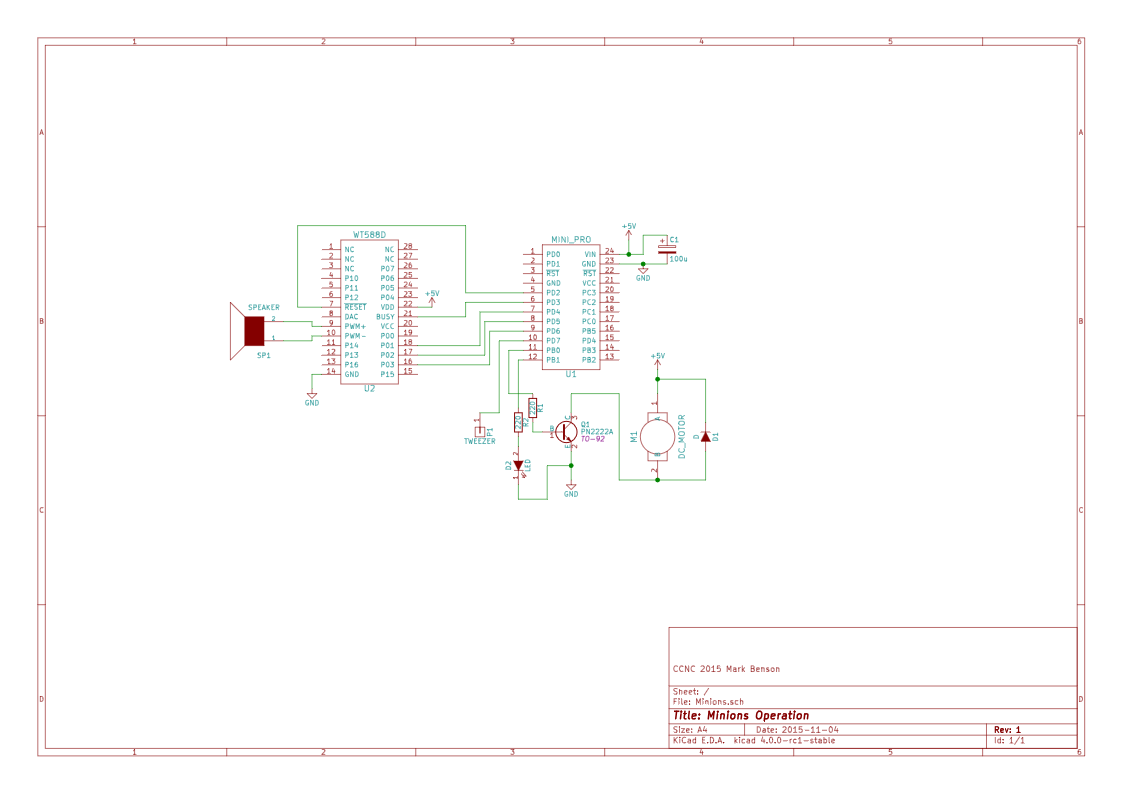 1 2 3 4 5 6
A A
B B
C C
D D
1 2 3 4 5 6
WT588D
1 NC NC 28
2 NC NC 27
3 NC P07 26
4 P10 P06 25
5 P11 P05 24
6 P12 P04 23
7 RESET VDD 22
8 DAC BUSY 21
9 PWM+ VCC 20
10 PWM- P00 19
11 P14 P01 18
12 P13 P02 17
13 P16 P03 16
14 GND P15 15
U2
+5V
GND
SPEAKER
2
1
SP1
MINI_PRO
1 PD0 VIN 24
2 PD1 GND 23
3 RST RST 22
4 GND VCC 21
5 PD2 PC3 20
6 PD3 PC2 19
7 PD4 PC1 18
8 PD5 PC0 17
9 PD6 PB5 16
10 PD7 PD4 15
11 PB0 PB3 14
12 PB1 PB2 13
U1
+5V
+ C1
100u
GND
1
P1
TWEEZER
220
R2
220
R1
2
D2
LED
1
B
1
C
3
E
2
Q1
PN2222A
TO-92
GND
+5V
1
A
M1
DC_MOTOR
B
2
D
D1
CCNC 2015 Mark Benson
Sheet: /
File: Minions.sch
Title: Minions Operation
Size: A4 Date: 2015-11-04 Rev: 1
KiCad E.D.A. kicad 4.0.0-rc1-stable Id: 1/1